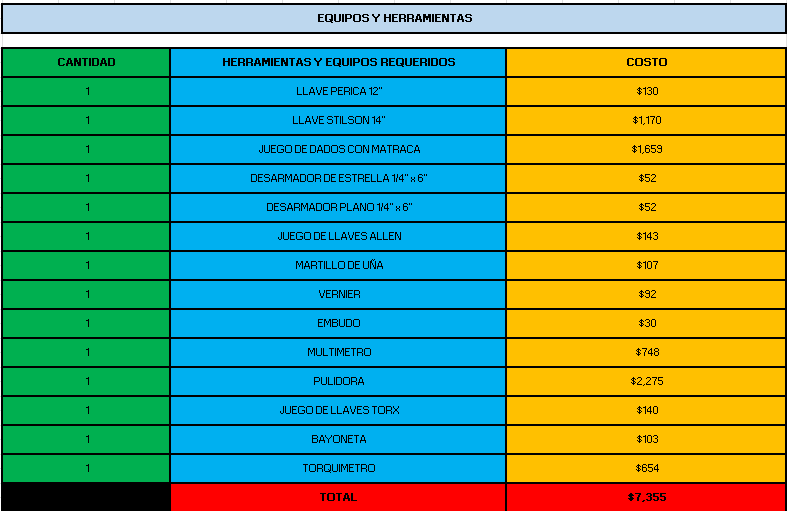 EQUIPOS Y HERRAMIENTAS
CANTIDAD HERRAMIENTAS Y EQUIPOS REQUERIDOS COSTO
1 LLAVE PERICA 12" $130
1 LLAVE STILSON 14" $1,170
1 JUEGO DE DADOS CON MATRACA $1,659
1 DESARMADOR DE ESTRELLA 1/4" x 6" $52
1 DESARMADOR PLANO 1/4" x 6" $52
1 JUEGO DE LLAVES ALLEN $143
1 MARTILLO DE UÑA $107
1 VERNIER $92
1 EMBUDO $30
1 MULTIMETRO $748
1 PULIDORA $2,275
1 JUEGO DE LLAVES TORX $140
1 BAYONETA $103
1 TORQUIMETRO $654
TOTAL $7,355